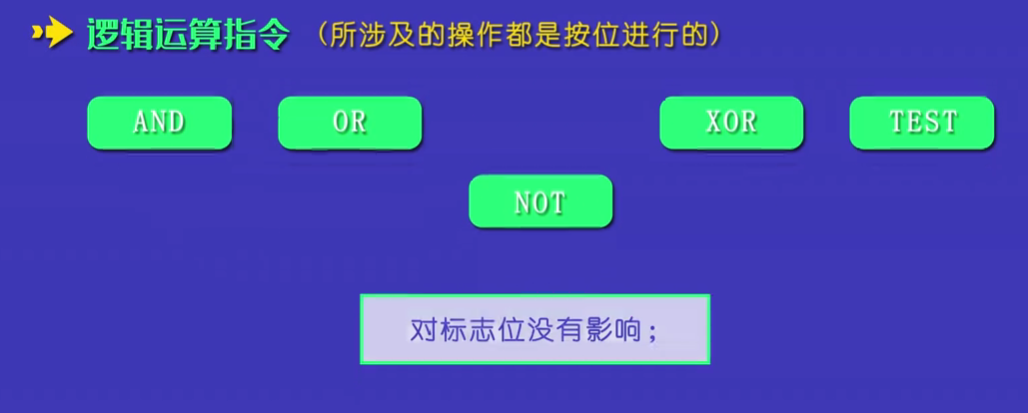 逻辑运算指令 （所涉及的操作都是按位进行的）
AND OR XOR TEST
NOT
对标志位没有影响；